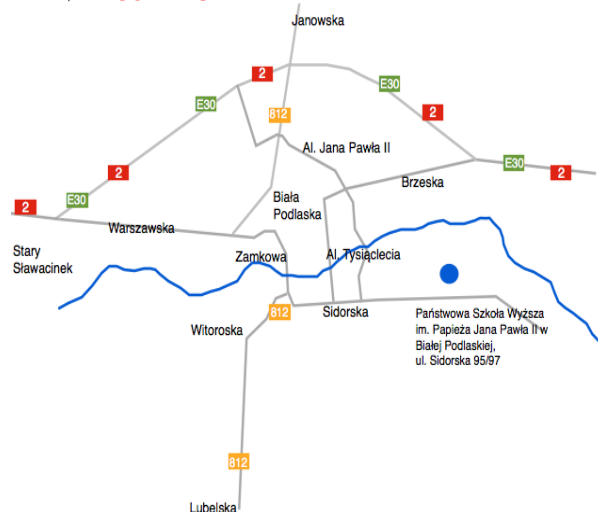 Janowska
2
E30
E30
812
2
Al. Jana Pawła II
E30
2
2
Brzeska
E30
2
Biała
Podlaska
Warszawska
Stary
Sławacinek
Zamkowa
Al. Tysiąclecia
812
Sidorska
Witoroska
Państwowa Szkoła Wyższa
im. Papieża Jana Pawła II w
Białej Podlaskiej,
ul. Sidorska 95/97
812
Lubelska